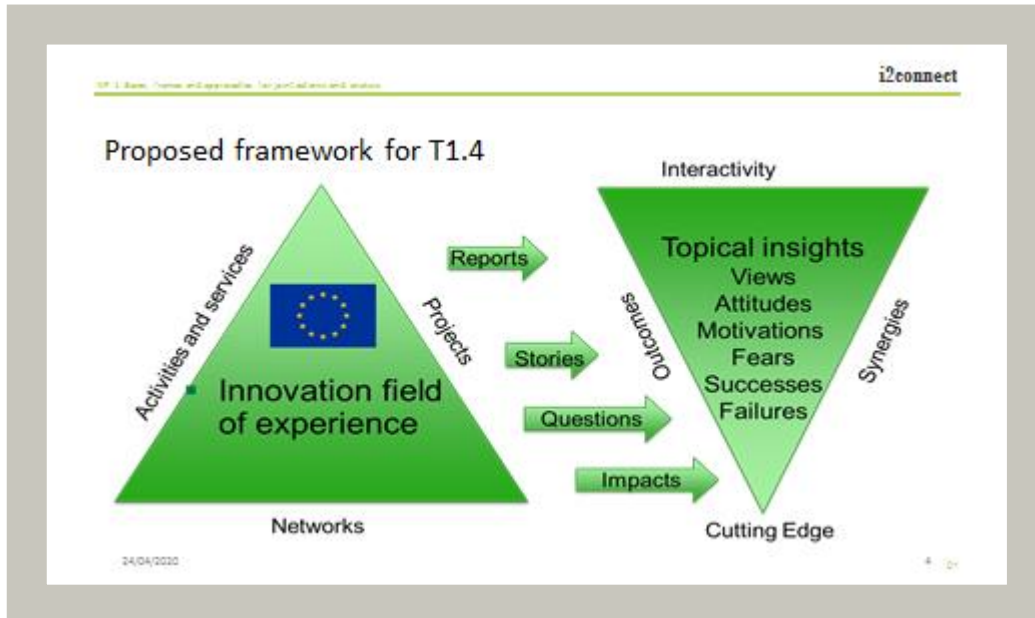 i2connect
Proposed framework for T1.4
Interactivity
Activities and services
Projects
Innovation field
of experience
Networks
Reports
Stories
Questions
Impacts
Outcomes
Topical insights
Views
Attitudes
Motivations
Fears
Successes
Failures
Synergies
Cutting Edge
24/04/2020
4